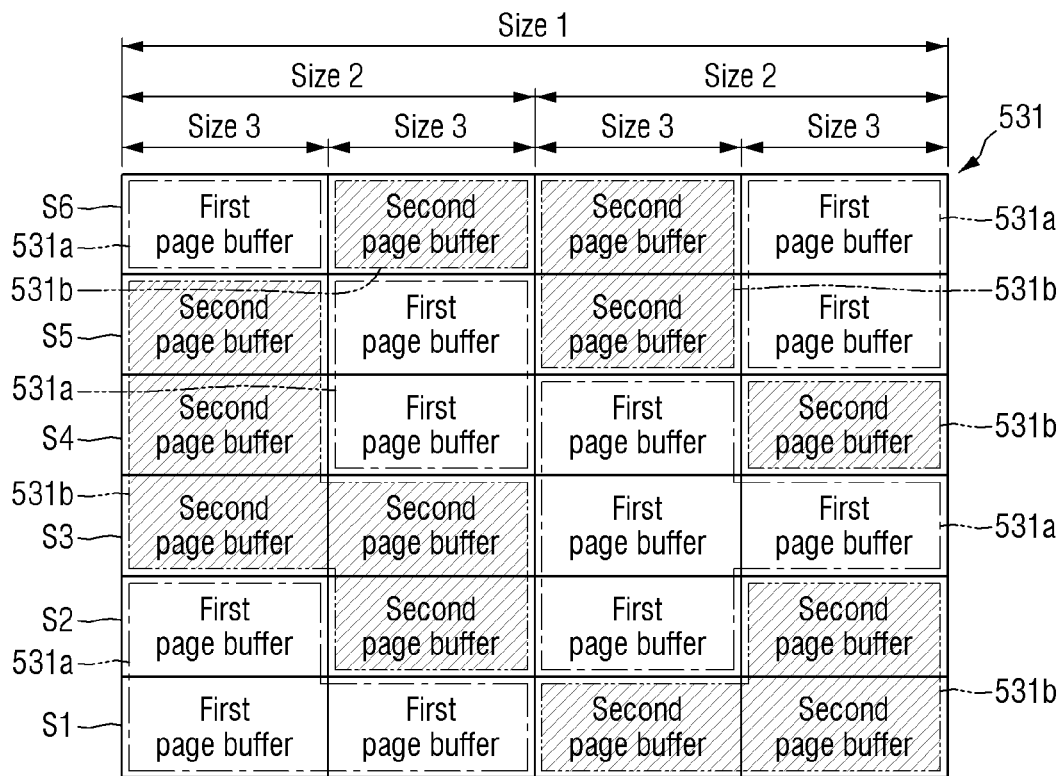 Size 1
Size 2 Size 2
Size 3 Size 3 Size 3 Size 3
531
S6 First Second Second First 531a
531a page buffer page buffer page buffer page buffer
531b 531b
S5 Second First Second First
page buffer page buffer page buffer page buffer
531a
S4 Second First First Second 531b
page buffer page buffer page buffer page buffer
531b
S3 Second Second First First 531a
page buffer page buffer page buffer page buffer
S2 First Second First Second
531a page buffer page buffer page buffer page buffer
531b
S1 First First Second Second
page buffer page buffer page buffer page buffer